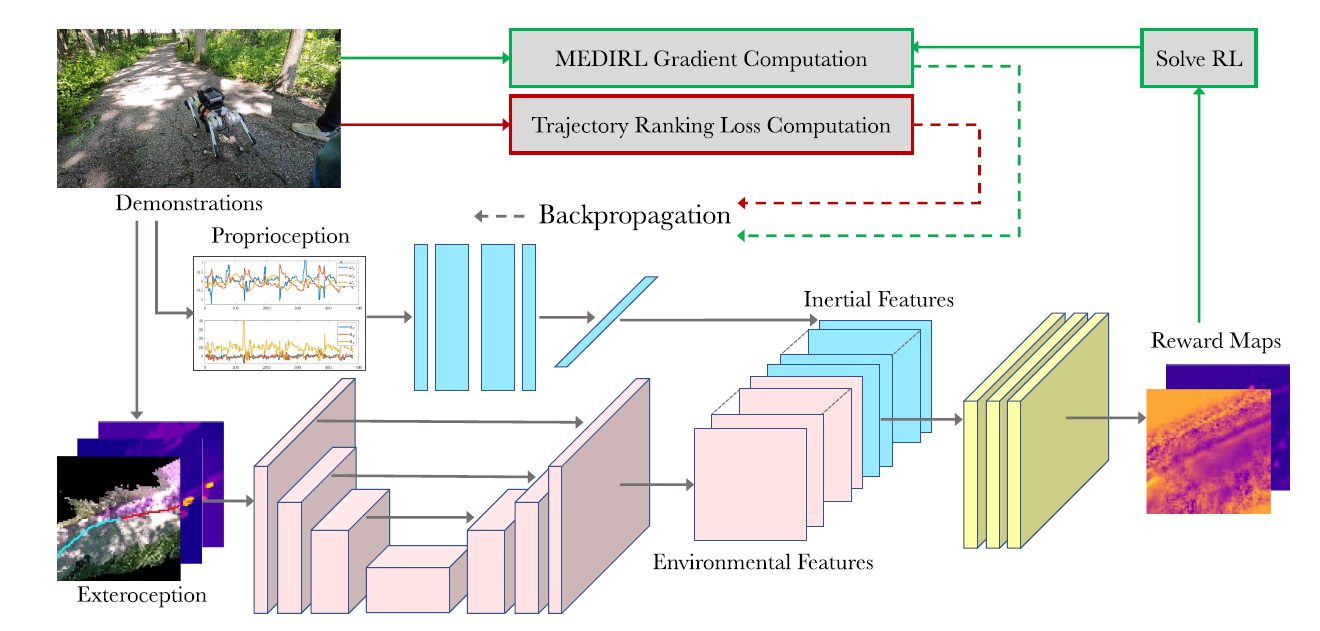 MEDIRL Gradient Computation
Solve RL
Trajectory Ranking Loss Computation
Demonstrations
Backpropagation
Proprioception
Inertial Features
Reward Maps
Environmental Features
Exteroception